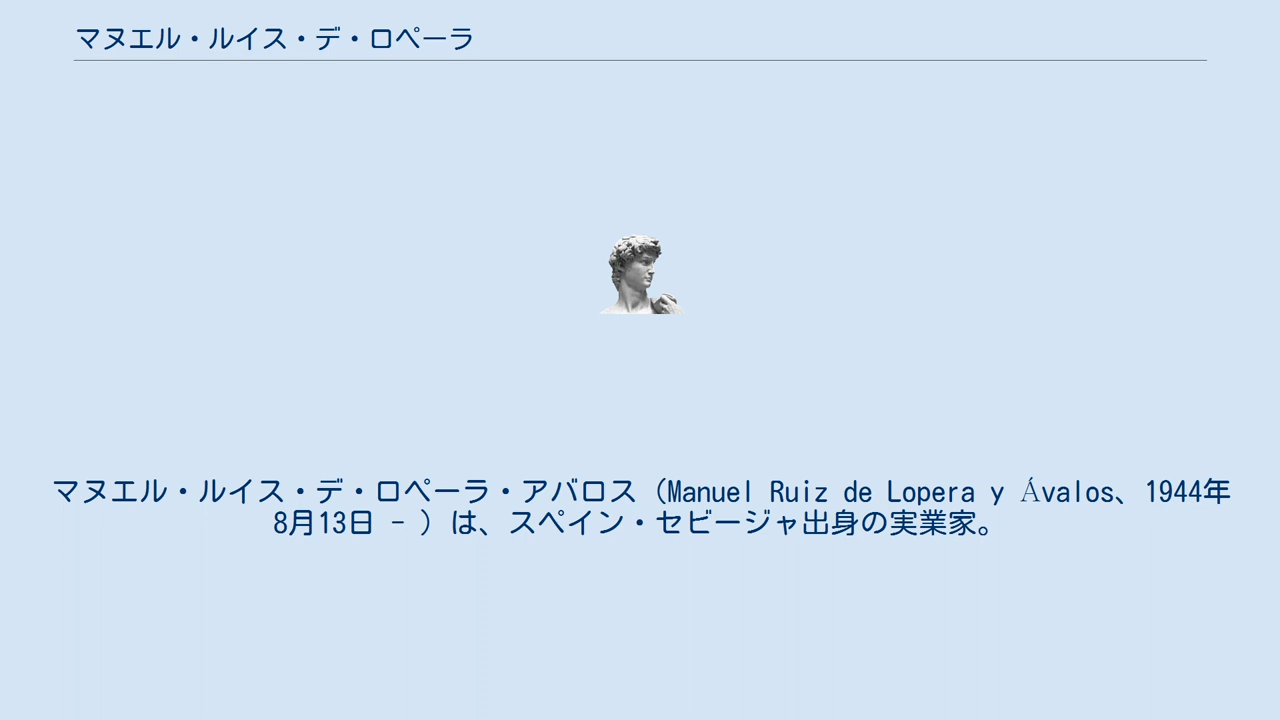 マヌエル・ルイス・デ・ロペーラ
マヌエル・ルイス・デ・ロペーラ・アバロス（Manuel Ruiz de Lopera y Ávalos、1944年
8月13日 - ）は、スペイン・セビージャ出身の実業家。